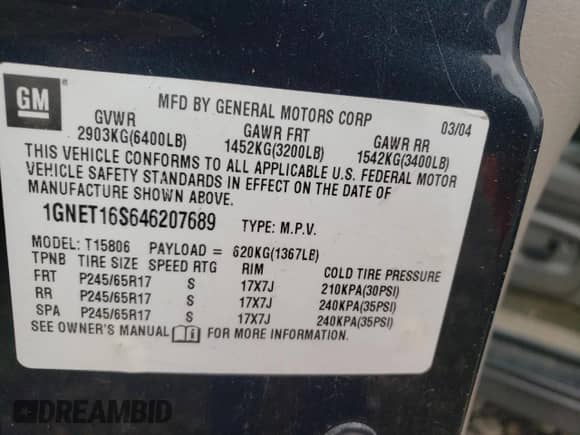 GM
MFD BY GENERAL MOTORS CORP 03/04
GVWR GAWR FRT GAWR RR
2903KG(6400LB) 1452KG(3200LB) 1542KG(3400LB)
THIS VEHICLE CONFORMS TO ALL APPLICABLE U.S. FEDERAL MOTOR
VEHICLE SAFETY STANDARDS IN EFFECT ON THE DATE OF
MANUFACTURE SHOWN ABOVE.
1GNET16S646207689 TYPE: M.P.V.
MODEL: T15806 PAYLOAD = 620KG(1367LB)
TPNB TIRE SIZE SPEED RTG RIM COLD TIRE PRESSURE
FRT P245/65R17 S 17X7J 210KPA(30PSI)
RR P245/65R17 S 17X7J 240KPA(35PSI)
SPA P245/65R17 S 17X7J 240KPA(35PSI)
SEE OWNER'S MANUAL FOR MORE INFORMATION.
DREAMBID